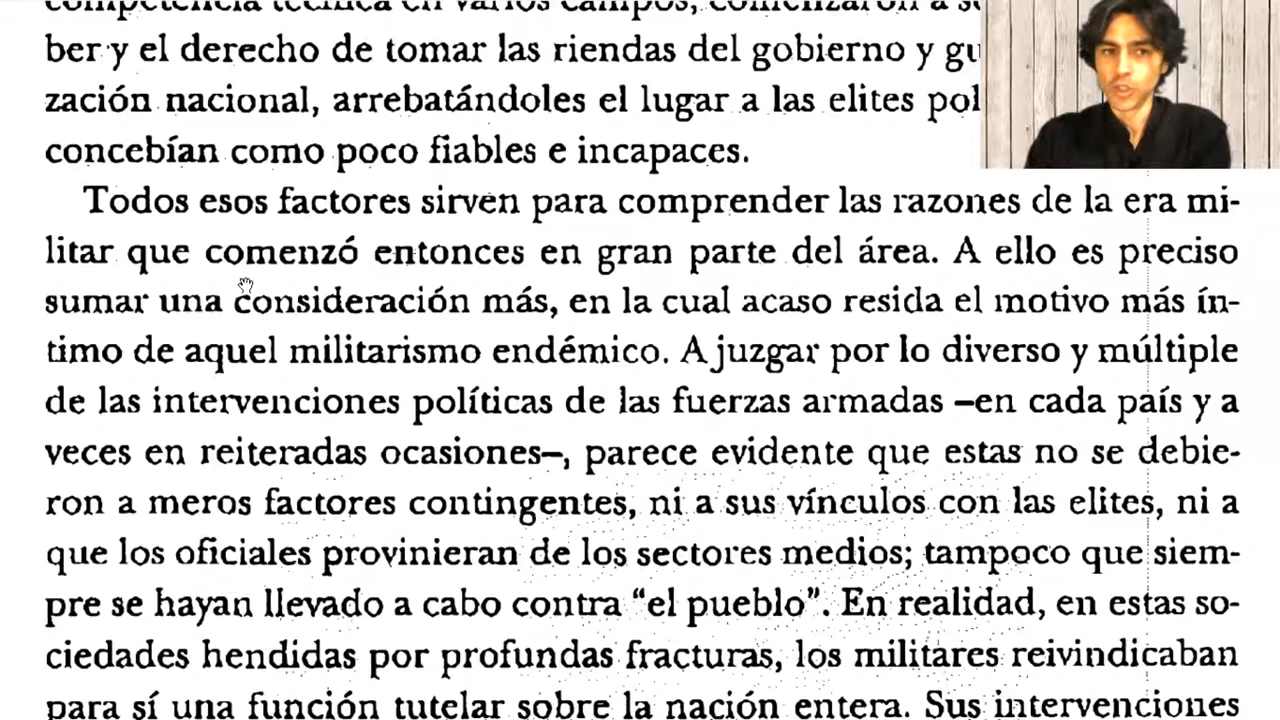 competencia técnica en varios campos, comenzaron a
ber y el derecho de tomar las riendas del gobierno y
zación nacional, arrebatándoles el lugar a las elites pol
concebían como poco fiables e incapaces.
Todos esos factores sirven para comprender las razones de la era mi-
litar que comenzó entonces en gran parte del área. A ello es preciso
sumar una consideración más, en la cual acaso resida el motivo más ín-
timo de aquel militarismo endémico. A juzgar por lo diverso y múltiple
de las intervenciones políticas de las fuerzas armadas –en cada país y a
veces en reiteradas ocasiones–, parece evidente que estas no se debie-
ron a meros factores contingentes, ni a sus vínculos con las elites, ni a
que los oficiales provinieran de los sectores medios; tampoco que siem-
pre se hayan llevado a cabo contra “el pueblo”. En realidad, en estas so-
ciedades hendidas por profundas fracturas, los militares reivindicaban
para sí una función tutelar sobre la nación entera. Sus intervenciones